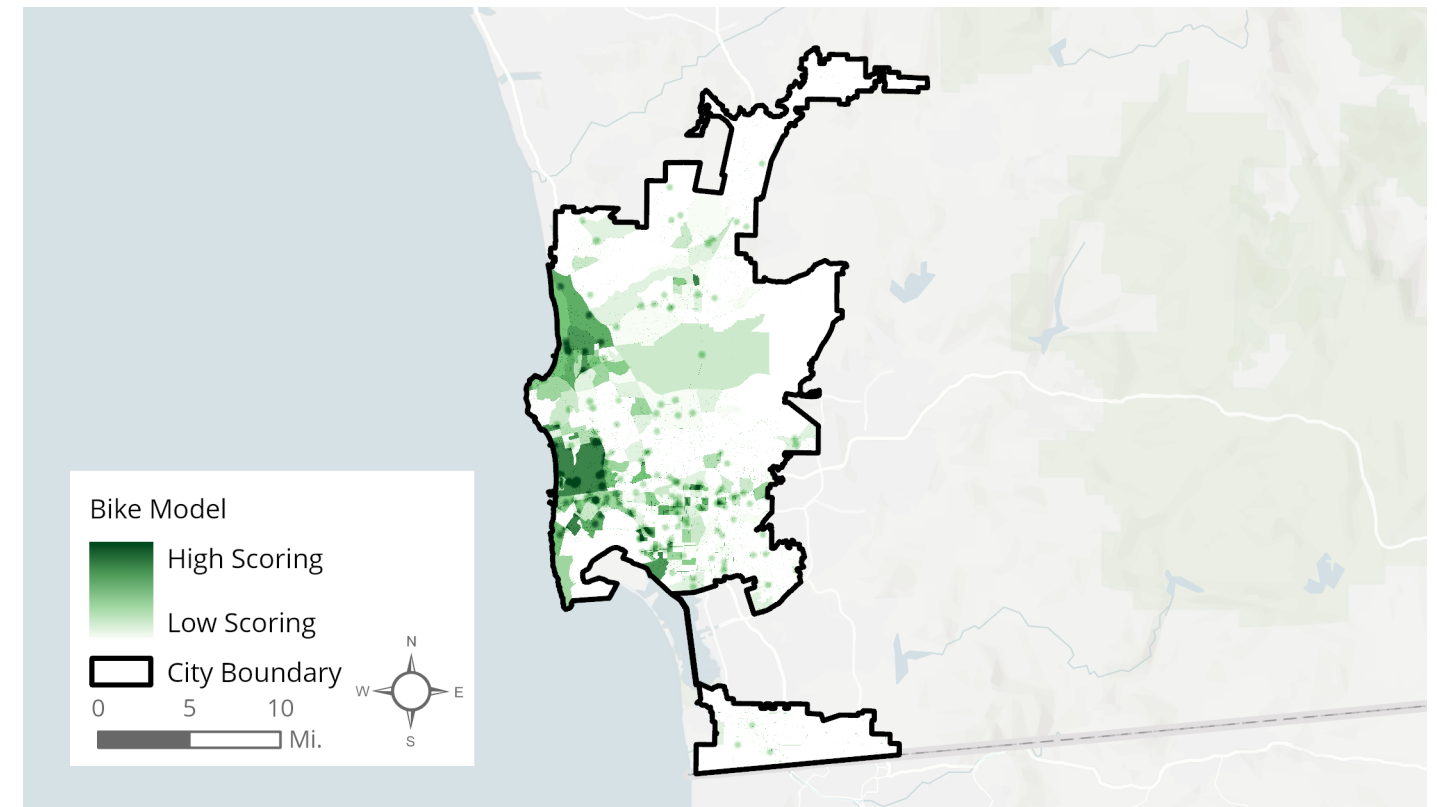 Bike Model
High Scoring
Low Scoring
City Boundary
0 5 10
Mi.
N
W E
S